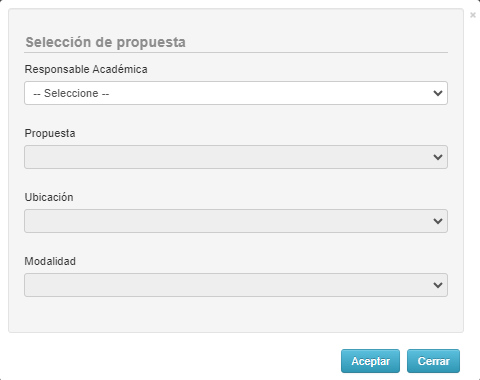 Selección de propuesta
Responsable Académica
-- Seleccione --
Propuesta
Ubicación
Modalidad
Aceptar Cerrar